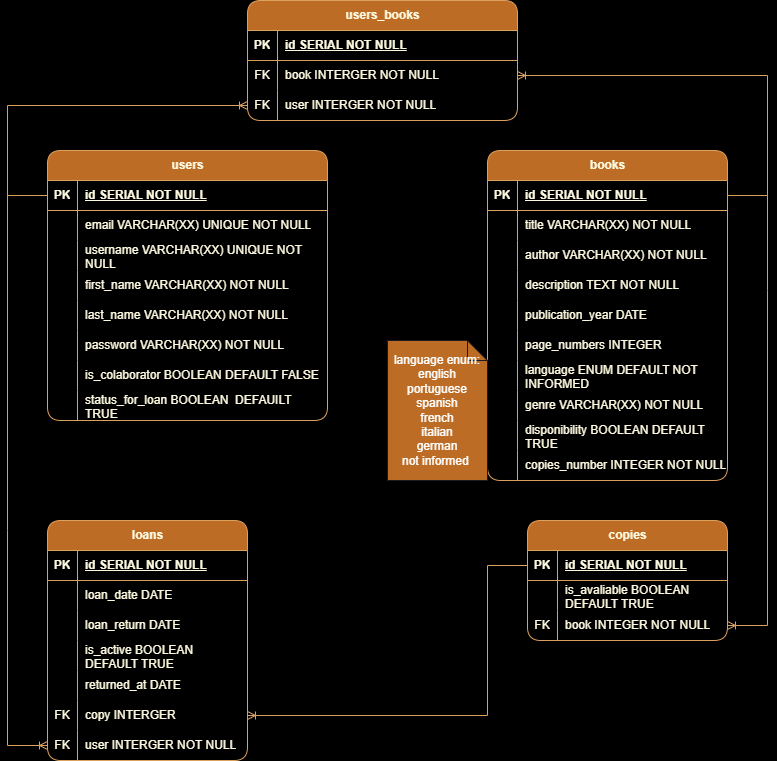 users_books
PK id SERIAL NOT NULL
FK book INTERGER NOT NULL
FK user INTERGER NOT NULL
users
PK id SERIAL NOT NULL
email VARCHAR(XX) UNIQUE NOT NULL
username VARCHAR(XX) UNIQUE NOT
NULL
first_name VARCHAR(XX) NOT NULL
last_name VARCHAR(XX) NOT NULL
password VARCHAR(XX) NOT NULL
is_colaborator BOOLEAN DEFAULT FALSE
status_for_loan BOOLEAN DEFAUILT
TRUE
books
PK id SERIAL NOT NULL
title VARCHAR(XX) NOT NULL
author VARCHAR(XX) NOT NULL
description TEXT NOT NULL
publication_year DATE
page_numbers INTEGER
language ENUM DEFAULT NOT
INFORMED
genre VARCHAR(XX) NOT NULL
disponibility BOOLEAN DEFAULT
TRUE
copies_number INTEGER NOT NULL
language enum:
english
portuguese
spanish
french
italian
german
not informed
loans
PK id SERIAL NOT NULL
loan_date DATE
loan_return DATE
is_active BOOLEAN
DEFAULT TRUE
returned_at DATE
FK copy INTERGER
FK user INTERGER NOT NULL
copies
PK id SERIAL NOT NULL
is_avaliable BOOLEAN
DEFAULT TRUE
FK book INTEGER NOT NULL